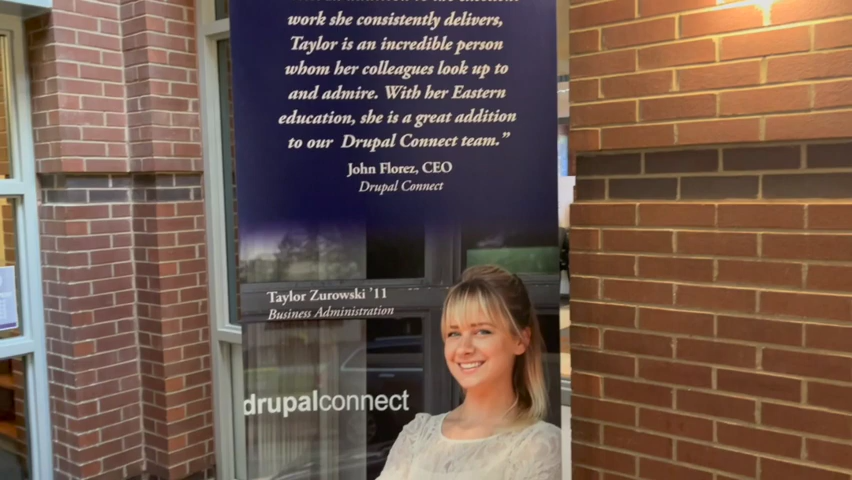 work she consistently delivers,
Taylor is an incredible person
whom her colleagues look up to
and admire. With her Eastern
education, she is a great addition
to our Drupal Connect team.”
John Florez, CEO
Drupal Connect
Taylor Zurowski ’11
Business Administration
drupalconnect